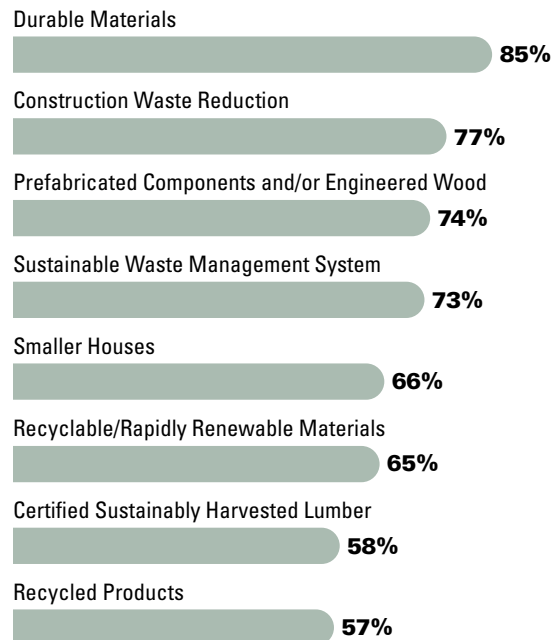 Durable Materials
85%
Construction Waste Reduction
77%
Prefabricated Components and/or Engineered Wood
74%
Sustainable Waste Management System
73%
Smaller Houses
66%
Recyclable/Rapidly Renewable Materials
65%
Certified Sustainably Harvested Lumber
58%
Recycled Products
57%